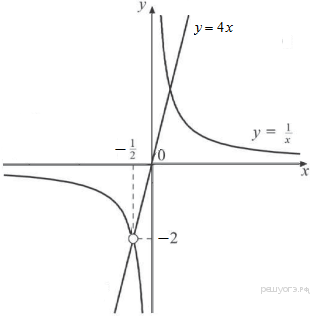 y
y = 4x
y = 1/x
−1/2
0
x
−2
решуогэ.рф